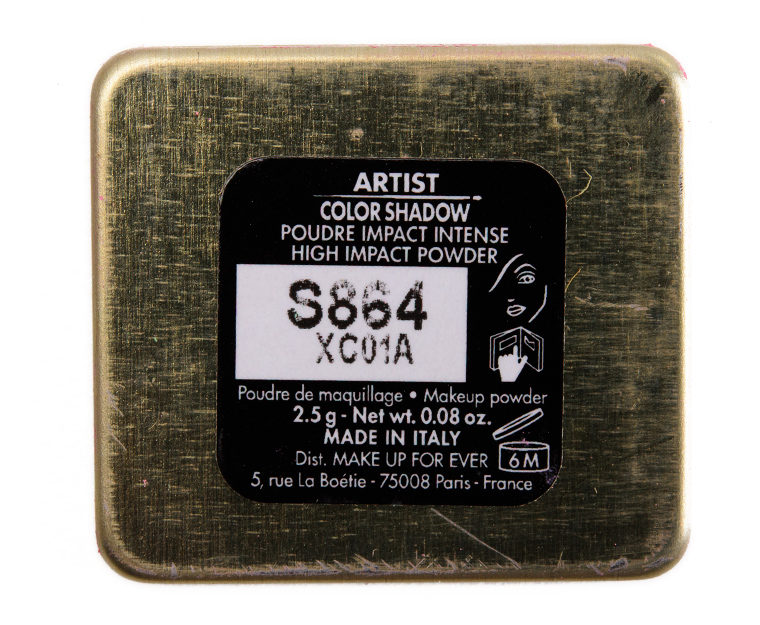 ARTIST
COLOR SHADOW
POUDRE IMPACT INTENSE
HIGH IMPACT POWDER
S864
XC01A
Poudre de maquillage • Makeup powder
2.5 g - Net wt. 0.08 oz.
MADE IN ITALY
Dist. MAKE UP FOR EVER
6M
5, rue La Boétie - 75008 Paris - France